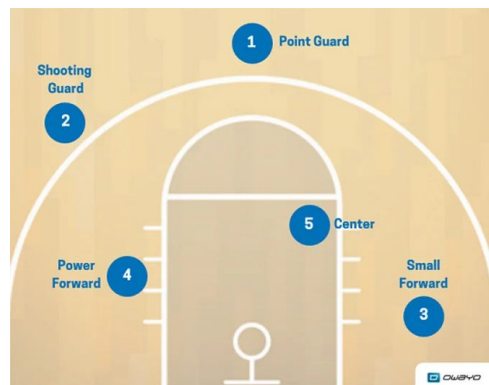 1 Point Guard
Shooting
Guard
2
5 Center
Power
Forward
4
Small
Forward
3
owayo